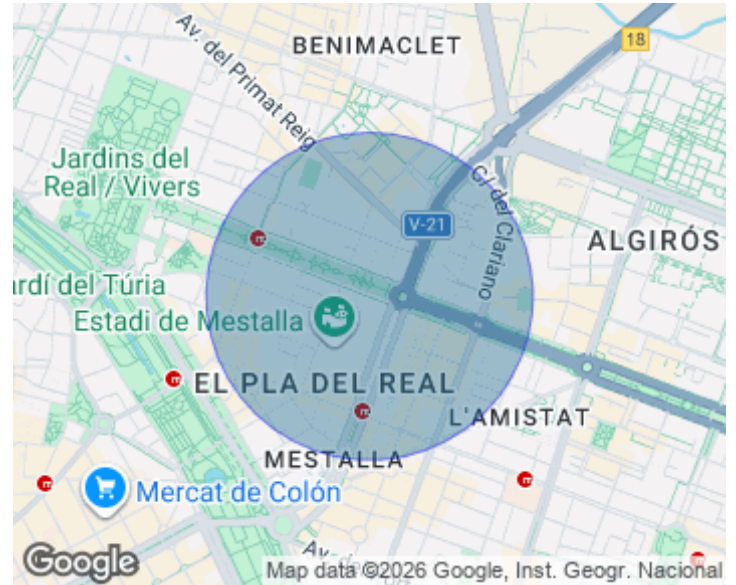 18
BENIMACLET
Av. del Primat Reig
Jardins del
Real / Vivers
C/ del Clariano
V-21
ALGIRÓS
ardí del Túria
Estadi de Mestalla
EL PLA DEL REAL
L'AMISTAT
MESTALLA
Mercat de Colón
Google
Map data ©2026 Google, Inst. Geogr. Nacional